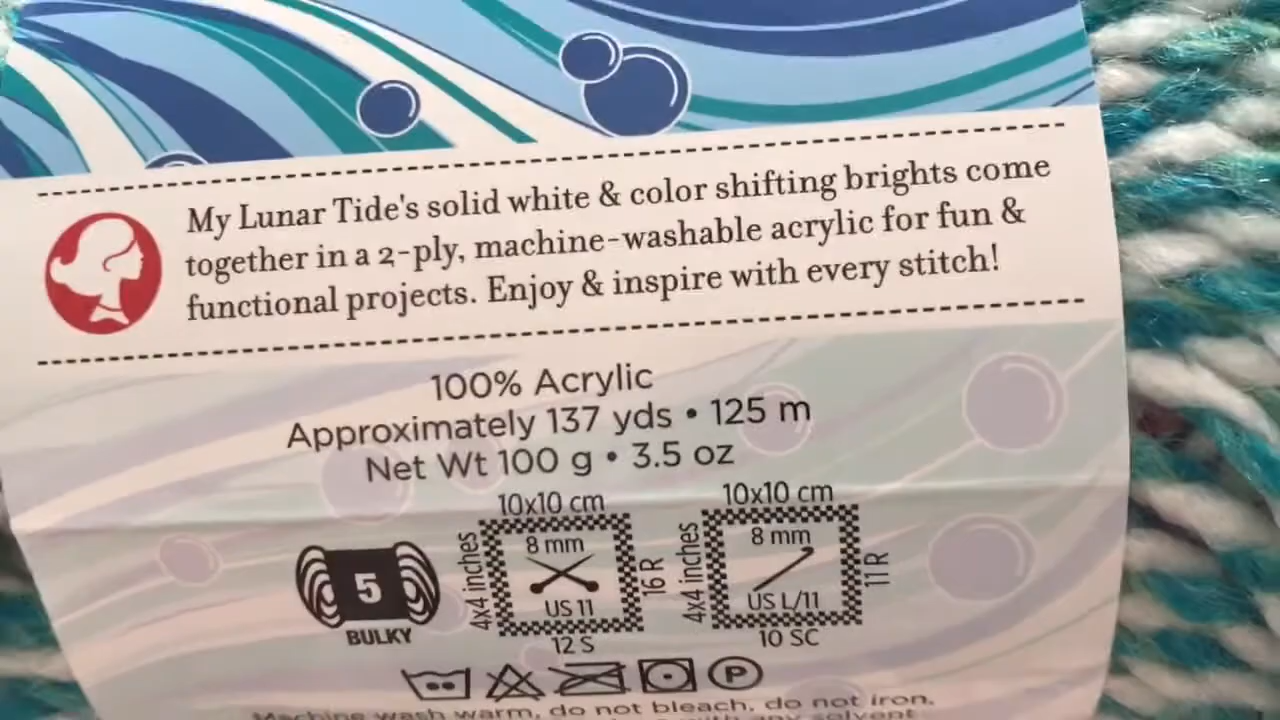 My Lunar Tide's solid white & color shifting brights come
together in a 2-ply, machine-washable acrylic for fun &
functional projects. Enjoy & inspire with every stitch!
100% Acrylic
Approximately 137 yds • 125 m
Net Wt 100 g • 3.5 oz
5
BULKY
10x10 cm
4x4 inches
8 mm
US 11
16 R
12 S
10x10 cm
4x4 inches
8 mm
US L/11
11 R
10 SC
P
Machine wash warm, do not bleach, do not iron,
with any solvent